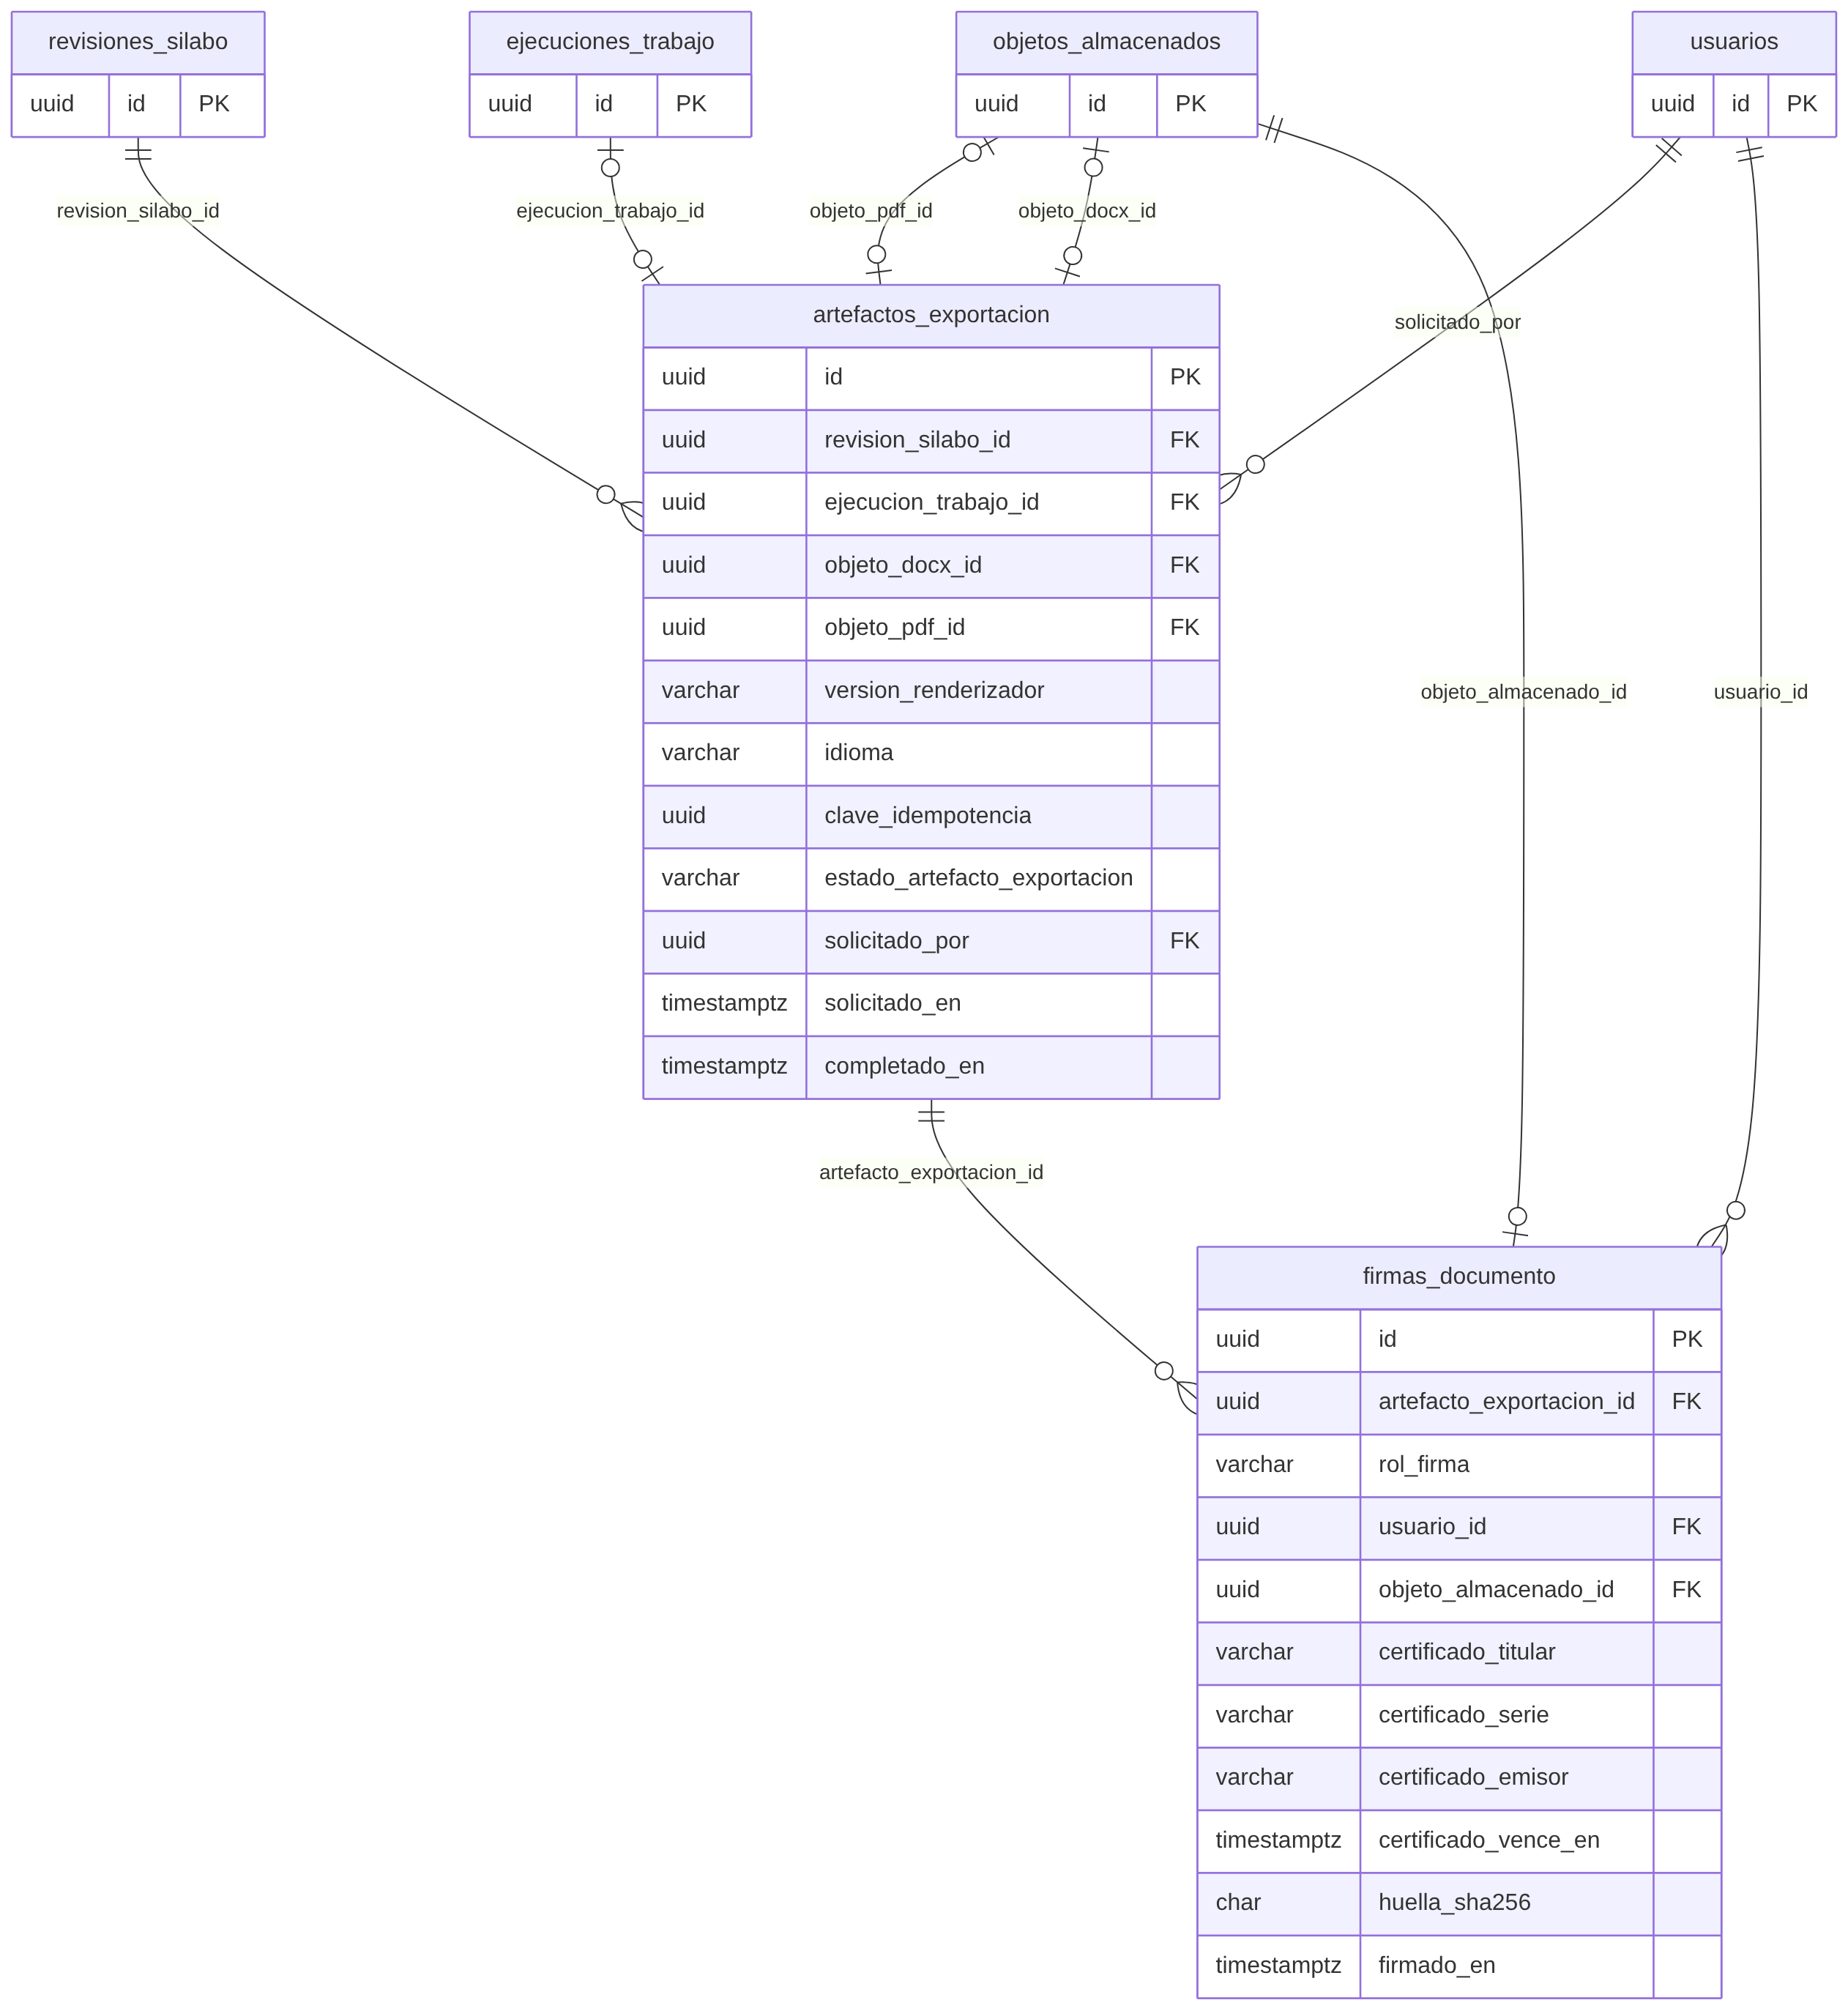 revisiones_silabo
uuid id PK
ejecuciones_trabajo
uuid id PK
objetos_almacenados
uuid id PK
usuarios
uuid id PK
revision_silabo_id
ejecucion_trabajo_id
objeto_pdf_id
objeto_docx_id
solicitado_por
artefactos_exportacion
uuid id PK
uuid revision_silabo_id FK
uuid ejecucion_trabajo_id FK
uuid objeto_docx_id FK
uuid objeto_pdf_id FK
varchar version_renderizador
varchar idioma
uuid clave_idempotencia
varchar estado_artefacto_exportacion
uuid solicitado_por FK
timestamptz solicitado_en
timestamptz completado_en
objeto_almacenado_id
usuario_id
artefacto_exportacion_id
firmas_documento
uuid id PK
uuid artefacto_exportacion_id FK
varchar rol_firma
uuid usuario_id FK
uuid objeto_almacenado_id FK
varchar certificado_titular
varchar certificado_serie
varchar certificado_emisor
timestamptz certificado_vence_en
char huella_sha256
timestamptz firmado_en